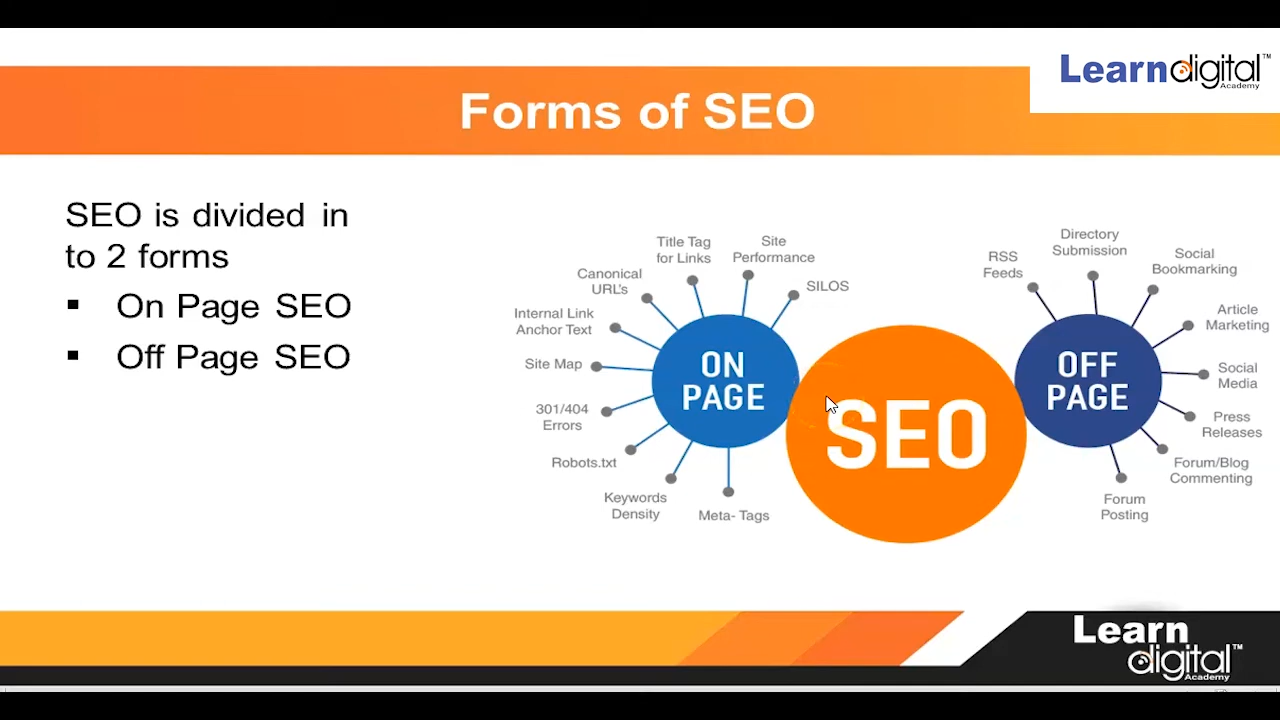 Learn digital™
Academy
Forms of SEO
SEO is divided in
to 2 forms
▪ On Page SEO
▪ Off Page SEO
Title Tag
for Links
Site
Performance
Canonical
URL's
SILOS
Internal Link
Anchor Text
Site Map
301/404
Errors
Robots.txt
Keywords
Density
Meta- Tags
ON
PAGE
SEO
OFF
PAGE
RSS
Feeds
Directory
Submission
Social
Bookmarking
Article
Marketing
Social
Media
Press
Releases
Forum/Blog
Commenting
Forum
Posting
Learn
digital™
Academy